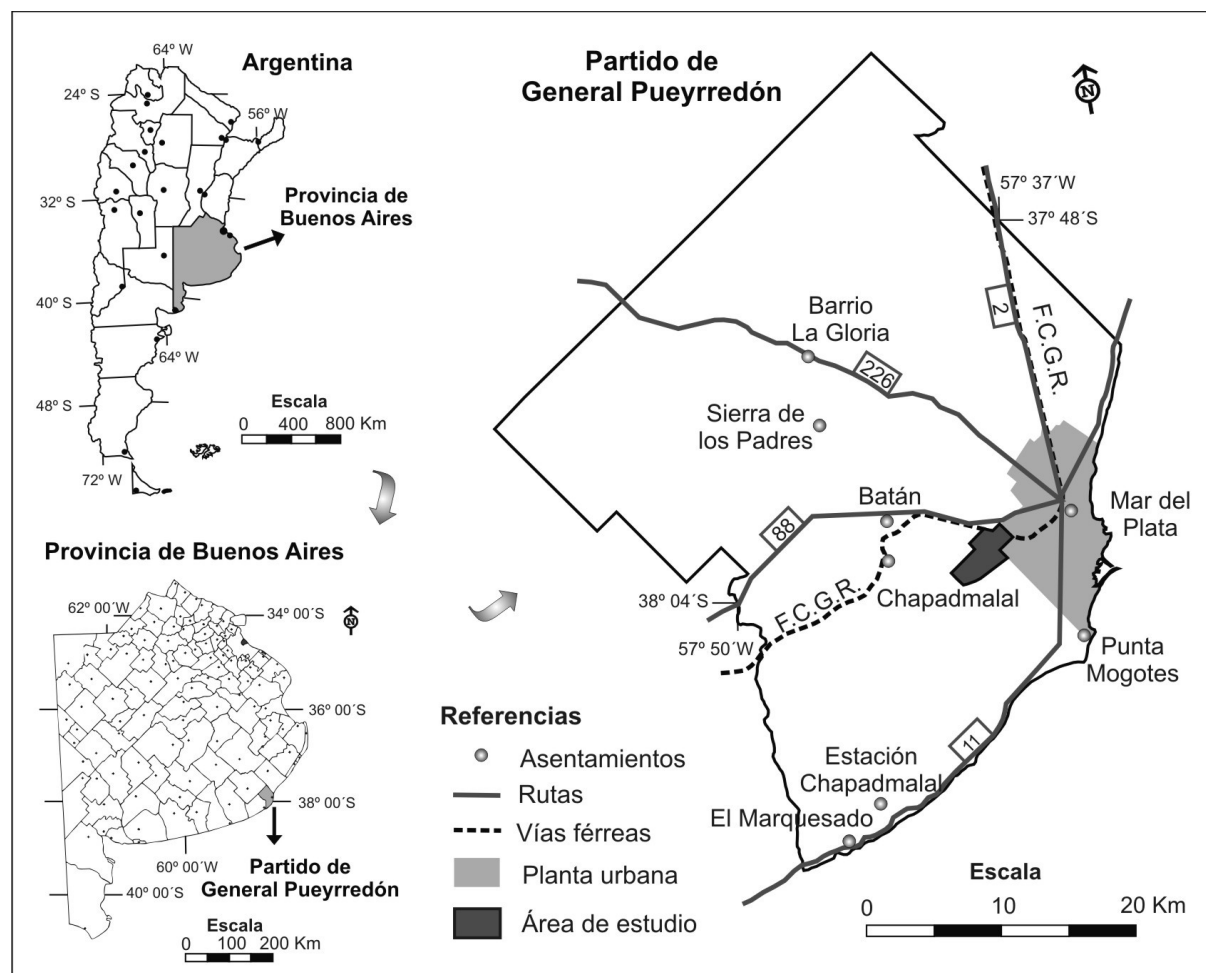 Argentina
64º W
24º S
56º W
32º S
Provincia de
Buenos Aires
40º S
64º W
48º S
Escala
0 400 800 Km
72º W
Provincia de Buenos Aires
62º 00´W
34º 00´S
N
36º 00´S
38º 00´S
60º 00´W
Partido de
General Pueyrredón
40º 00´S
Escala
0 100 200 Km
Partido de
General Pueyrredón
N
57º 37´W
37º 48´S
2
F.C.G.R.
Barrio
La Gloria
226
Sierra de
los Padres
Batán
88
Mar del
Plata
38º 04´S
F.C.G.R.
Chapadmalal
57º 50´W
Punta
Mogotes
11
Estación
Chapadmalal
El Marquesado
Referencias
Asentamientos
Rutas
Vías férreas
Planta urbana
Área de estudio
Escala
0 10 20 Km